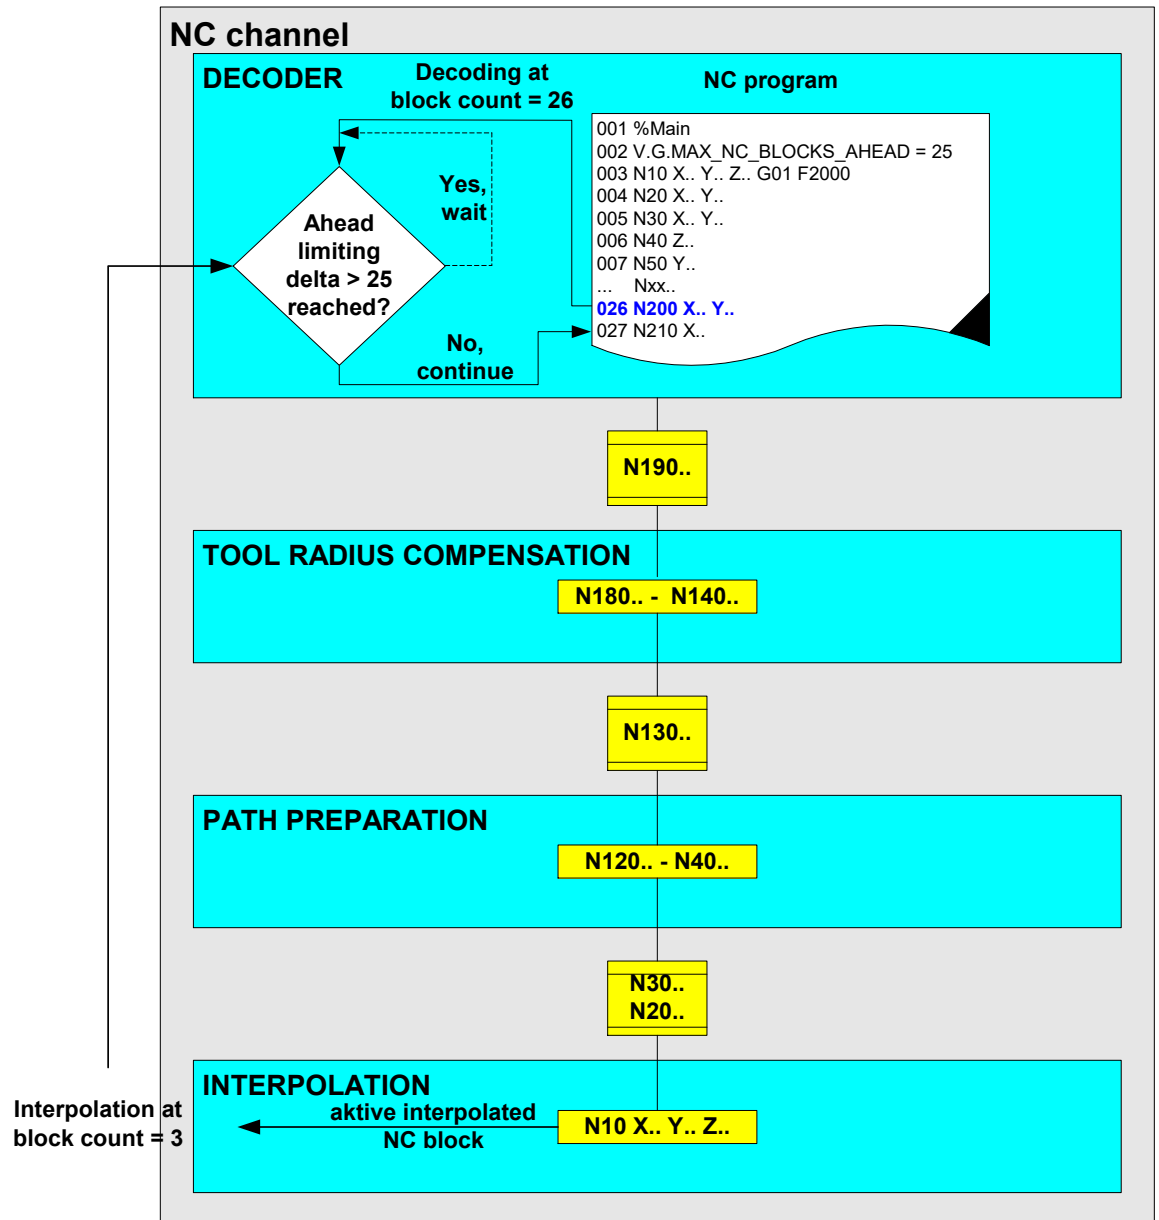 NC channel
DECODER
Decoding at
block count = 26
NC program
001 %Main
002 V.G.MAX_NC_BLOCKS_AHEAD = 25
003 N10 X.. Y.. Z.. G01 F2000
004 N20 X.. Y..
005 N30 X.. Y..
006 N40 Z..
007 N50 Y..
... Nxx..
026 N200 X.. Y..
027 N210 X..
Yes,
wait
Ahead
limiting
delta > 25
reached?
No,
continue
N190..
TOOL RADIUS COMPENSATION
N180.. - N140..
N130..
PATH PREPARATION
N120.. - N40..
N30..
N20..
INTERPOLATION
Interpolation at
block count = 3
aktive interpolated
NC block
N10 X.. Y.. Z..